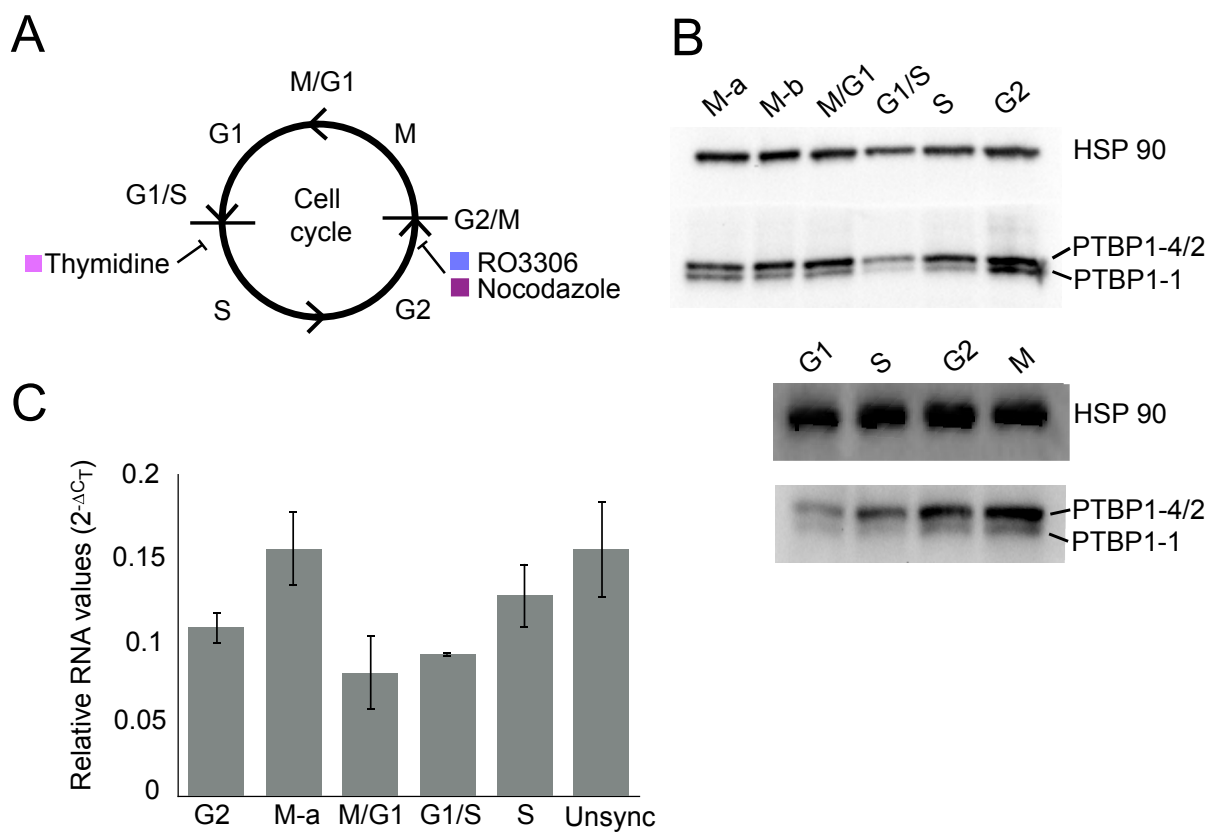 A
M/G1
G1
M
G1/S
Cell
cycle
G2/M
Thymidine
RO3306
Nocodazole
S
G2
B
M-a
M-b
M/G1
G1/S
S
G2
HSP 90
PTBP1-4/2
PTBP1-1
G1
S
G2
M
HSP 90
PTBP1-4/2
PTBP1-1
C
Relative RNA values (2-ΔCT)
0.2
0.15
0.1
0.05
0
G2 M-a M/G1 G1/S S Unsync